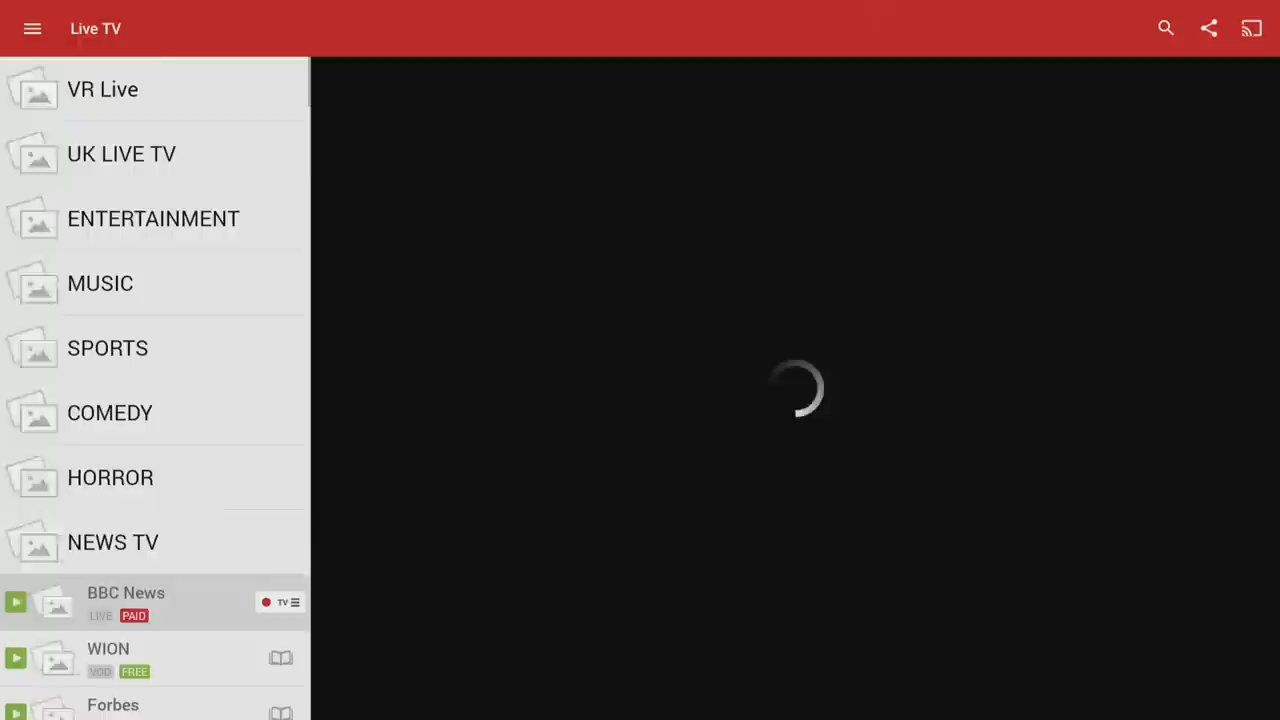 Live TV
VR Live
UK LIVE TV
ENTERTAINMENT
MUSIC
SPORTS
COMEDY
HORROR
NEWS TV
BBC News
LIVE PAID
TV
WION
VOD FREE
Forbes